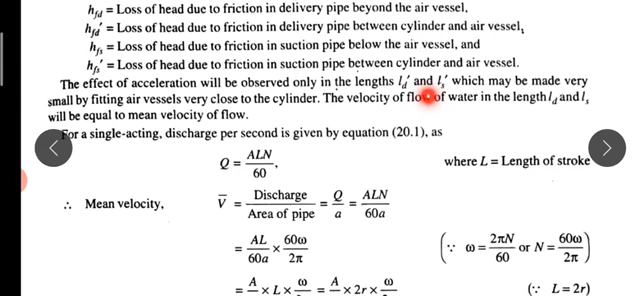 h_fd = Loss of head due to friction in delivery pipe beyond the air vessel,
h_fd' = Loss of head due to friction in delivery pipe between cylinder and air vessel,
h_fs = Loss of head due to friction in suction pipe below the air vessel, and
h_fs' = Loss of head due to friction in suction pipe between cylinder and air vessel.
The effect of acceleration will be observed only in the lengths l_d' and l_s' which may be made very
small by fitting air vessels very close to the cylinder. The velocity of flow of water in the length l_d and l_s
will be equal to mean velocity of flow.
For a single-acting, discharge per second is given by equation (20.1), as
Q = ALN/60, where L = Length of stroke
∴ Mean velocity, V̄ = Discharge/Area of pipe = Q/a = ALN/60a
= AL/60a × 60ω/2π (∵ ω = 2πN/60 or N = 60ω/2π)
= A/ × L × ω/ = A/ × 2r × ω/ (∵ L = 2r)